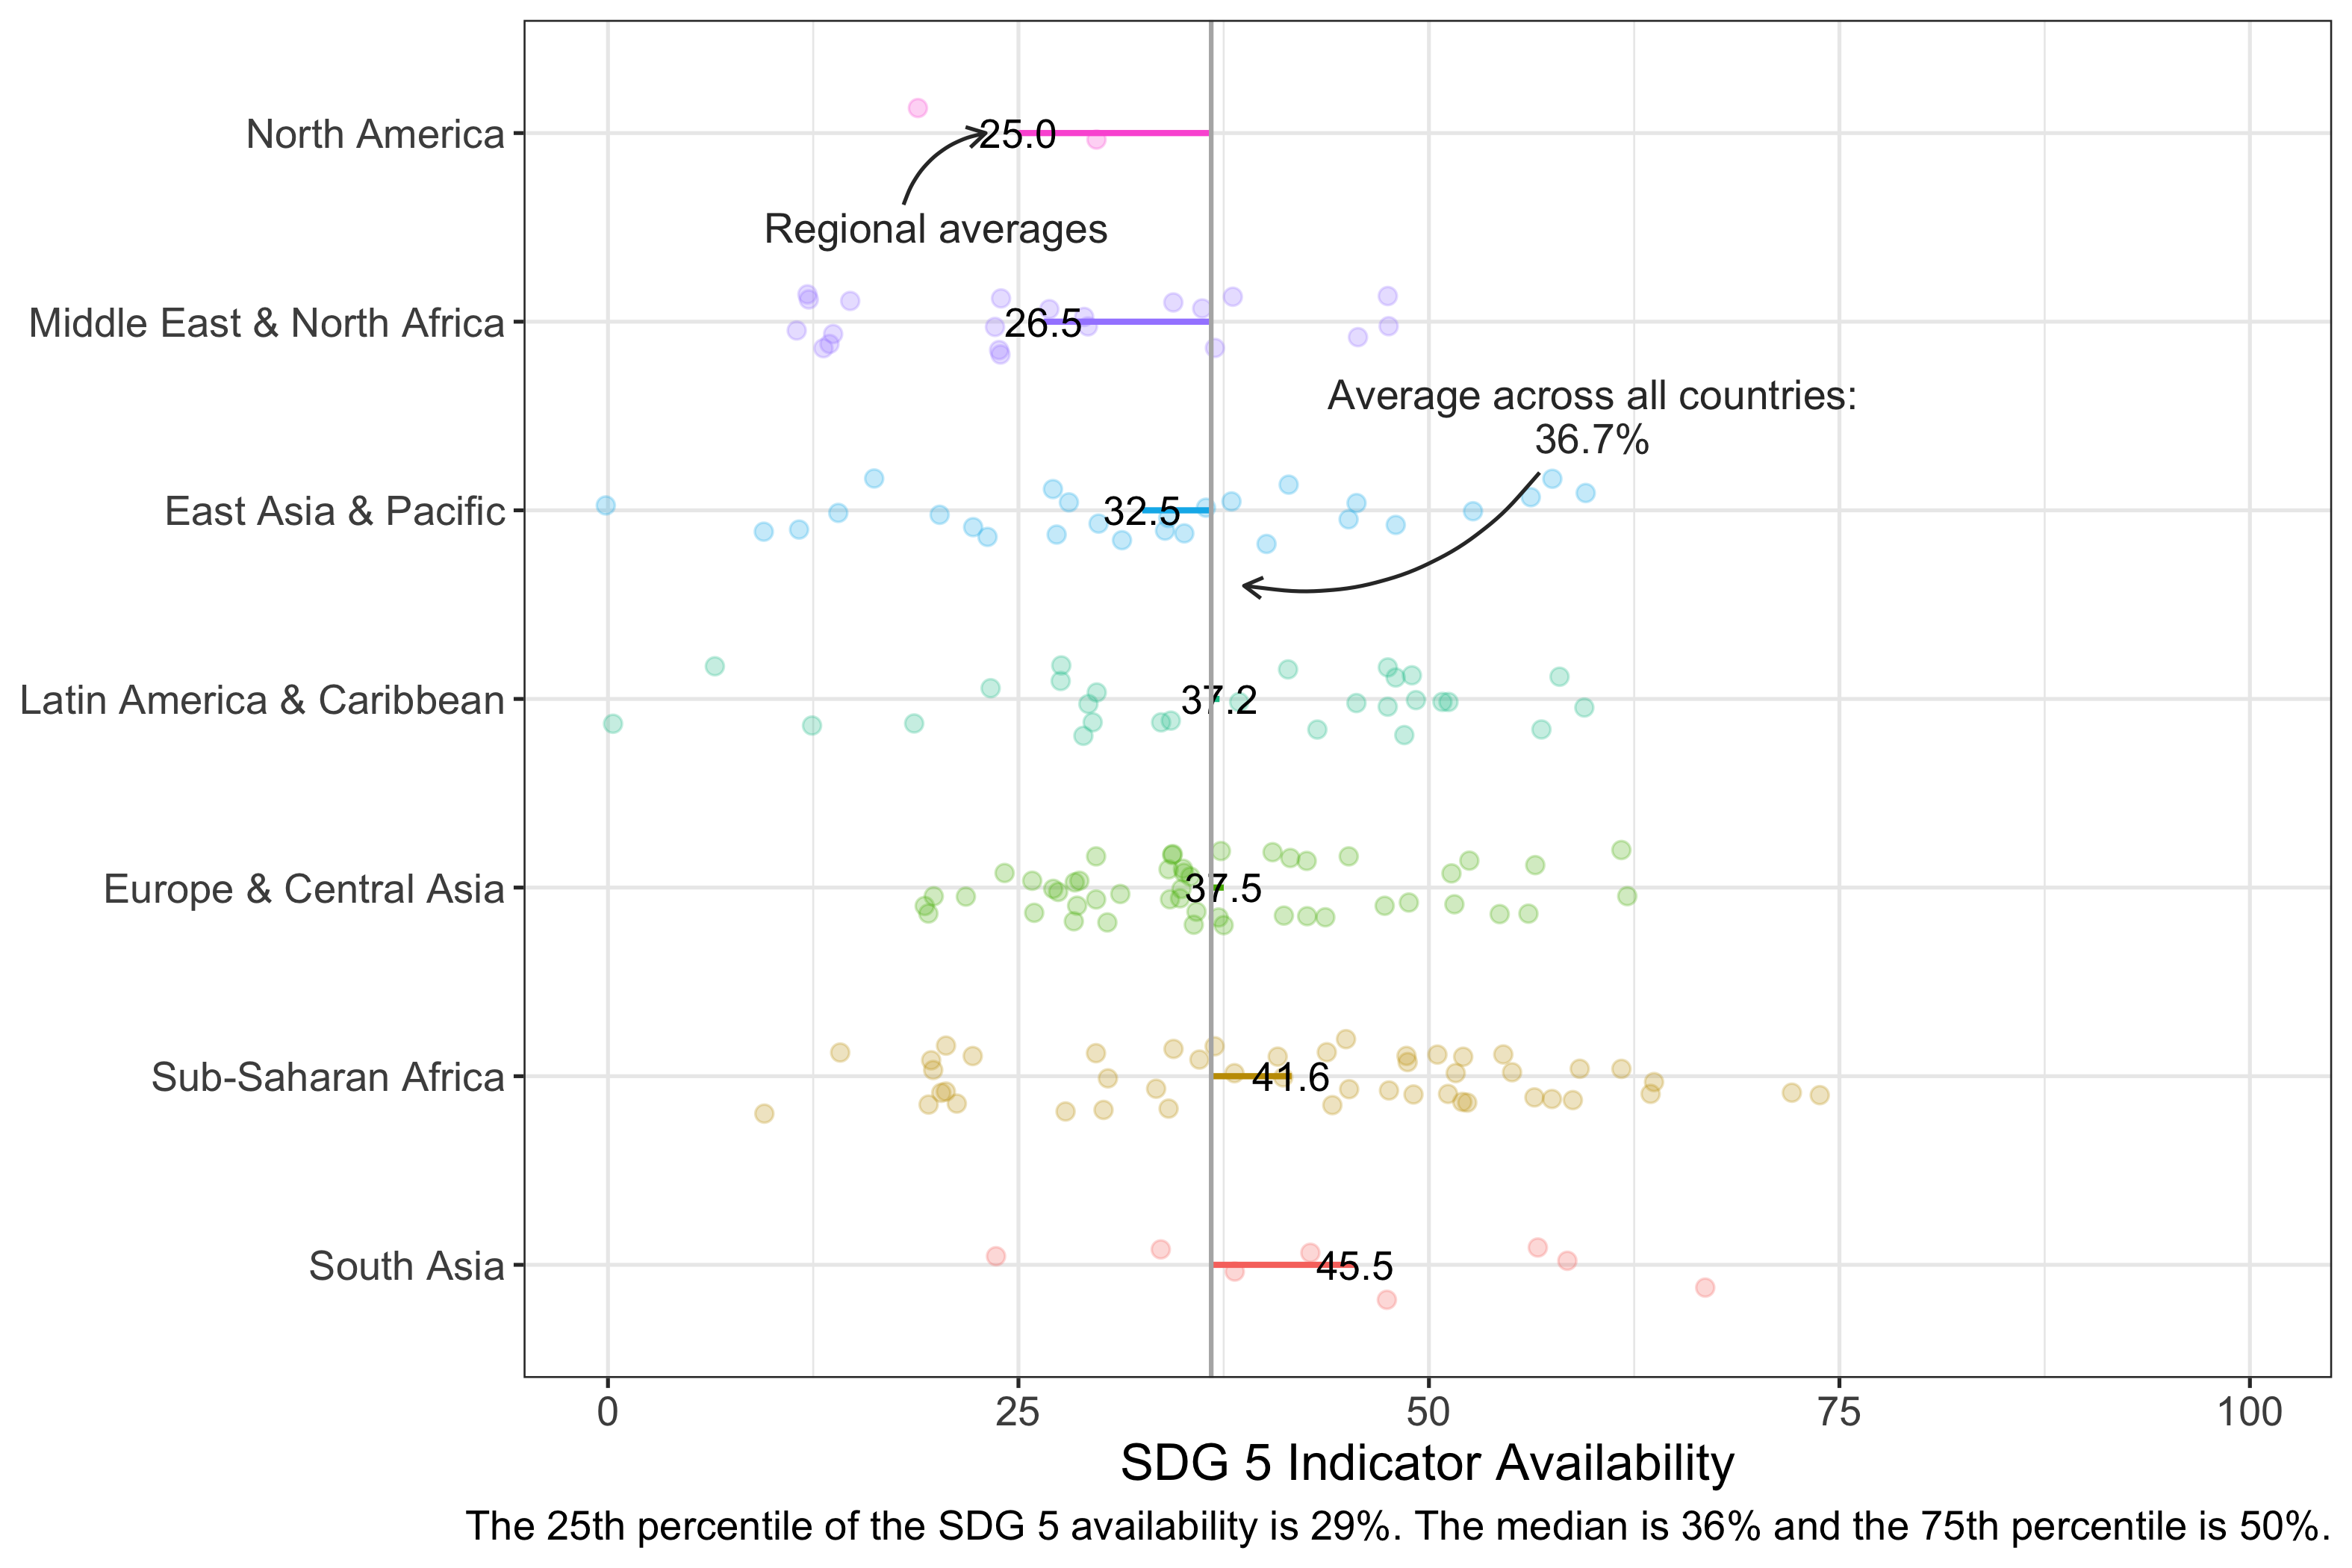 North America
25.0
Regional averages
Middle East & North Africa
26.5
Average across all countries:
36.7%
East Asia & Pacific
32.5
Latin America & Caribbean
37.2
Europe & Central Asia
37.5
Sub-Saharan Africa
41.6
South Asia
45.5
0 25 50 75 100
SDG 5 Indicator Availability
The 25th percentile of the SDG 5 availability is 29%. The median is 36% and the 75th percentile is 50%.